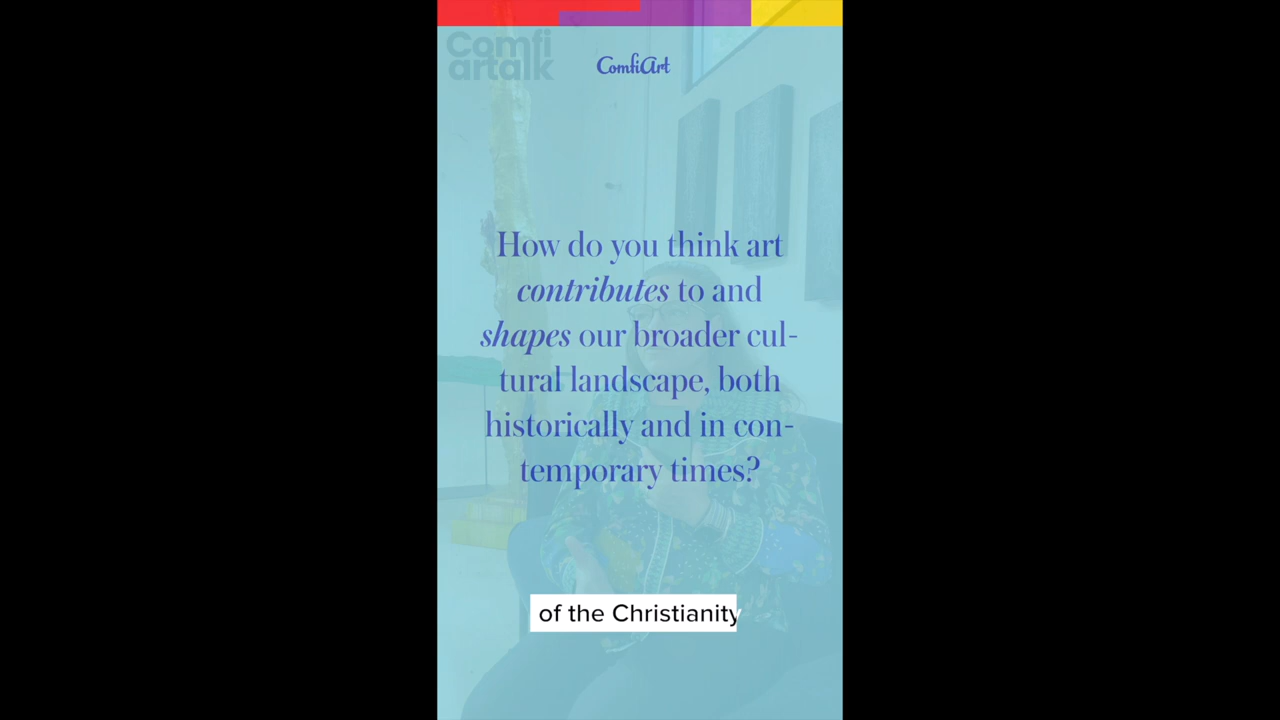 Comfi
artalk
ComfiArt
How do you think art
contributes to and
shapes our broader cul-
tural landscape, both
historically and in con-
temporary times?
of the Christianity